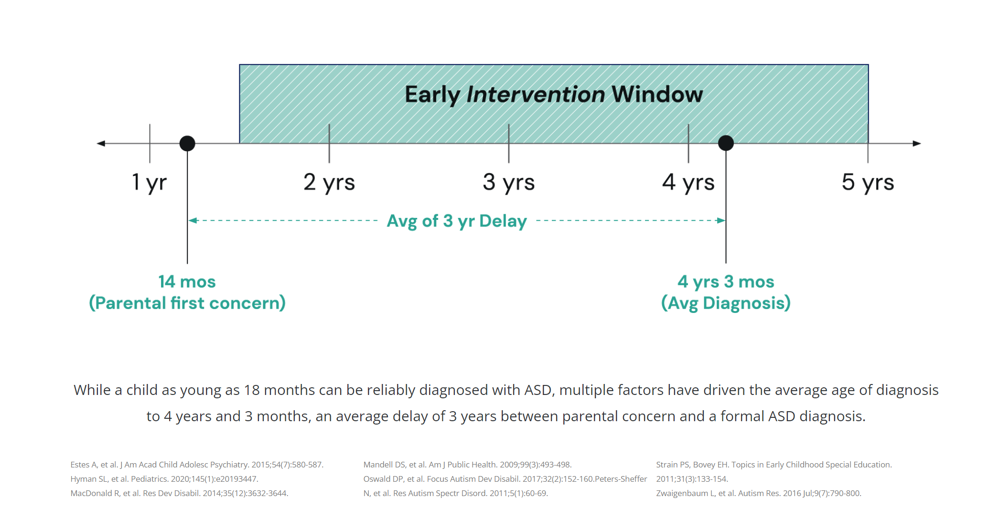 Early Intervention Window
1 yr
2 yrs
3 yrs
4 yrs
5 yrs
Avg of 3 yr Delay
14 mos
(Parental first concern)
4 yrs 3 mos
(Avg Diagnosis)
While a child as young as 18 months can be reliably diagnosed with ASD, multiple factors have driven the average age of diagnosis
to 4 years and 3 months, an average delay of 3 years between parental concern and a formal ASD diagnosis.
Estes A, et al. J Am Acad Child Adolesc Psychiatry. 2015;54(7):580-587.
Hyman SL, et al. Pediatrics. 2020;145(1):e20193447.
MacDonald R, et al. Res Dev Disabil. 2014;35(12):3632-3644.
Mandell DS, et al. Am J Public Health. 2009;99(3):493-498.
Oswald DP, et al. Focus Autism Dev Disabil. 2017;32(2):152-160.Peters-Sheffer
N, et al. Res Autism Spectr Disord. 2011;5(1):60-69.
Strain PS, Bovey EH. Topics in Early Childhood Special Education.
2011;31(3):133-154.
Zwaigenbaum L, et al. Autism Res. 2016 Jul;9(7):790-800.